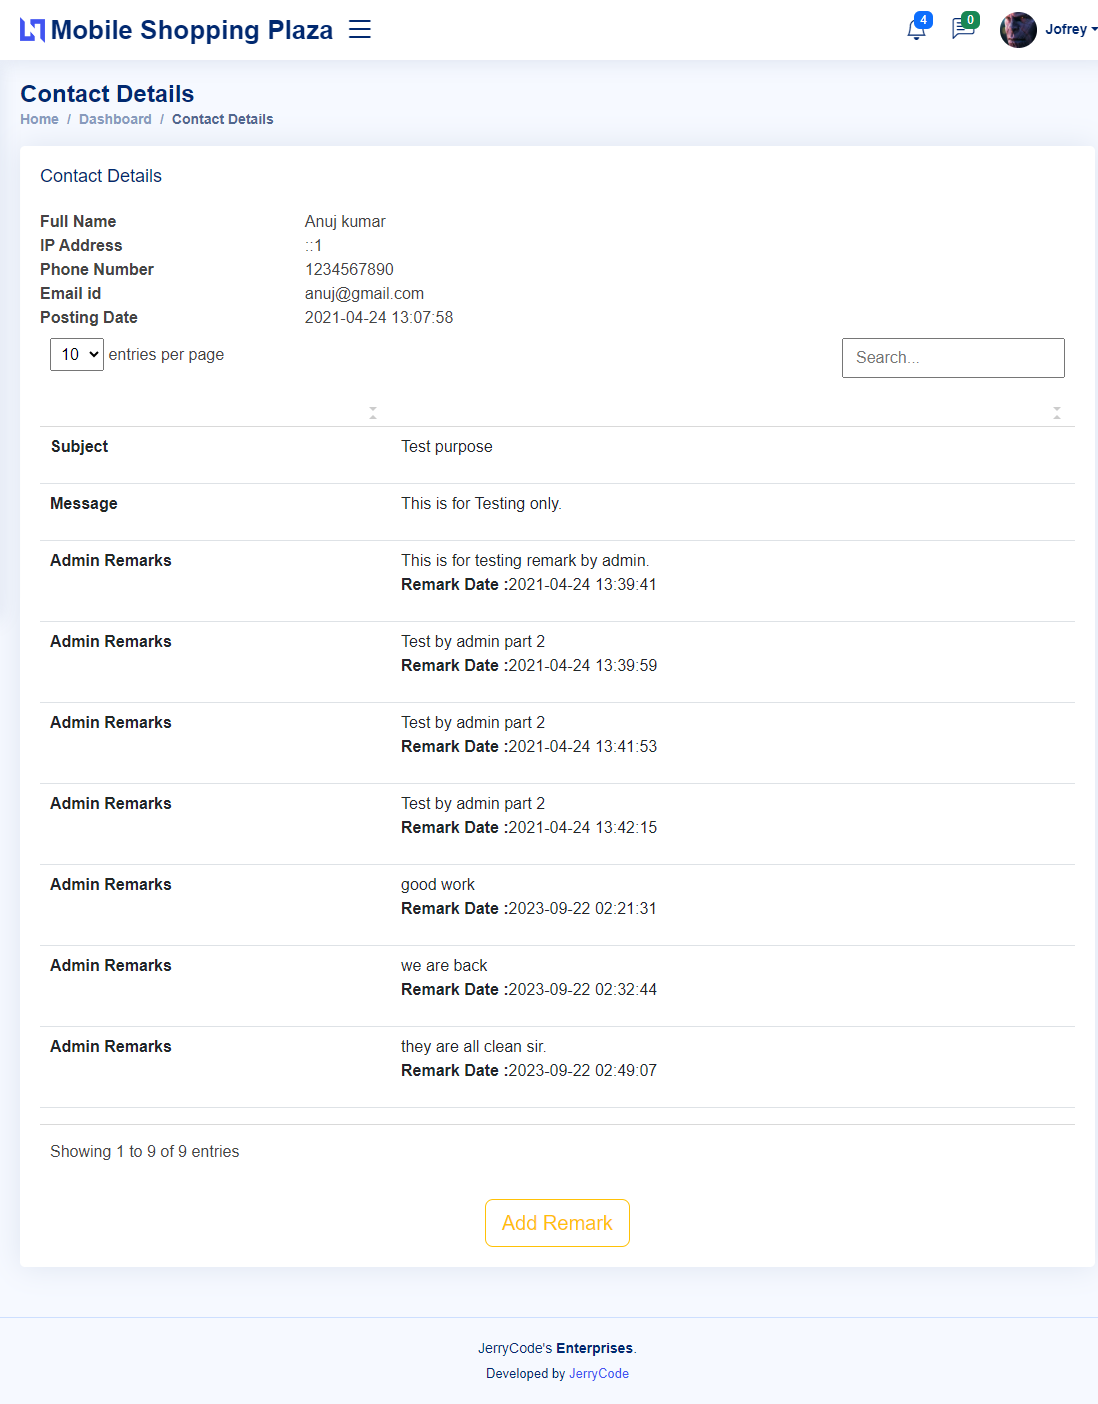 Mobile Shopping Plaza 4 0 Jofrey
Contact Details
Home / Dashboard / Contact Details
Contact Details
Full Name Anuj kumar
IP Address ::1
Phone Number 1234567890
Email id anuj@gmail.com
Posting Date 2021-04-24 13:07:58
10 entries per page Search...
Subject Test purpose
Message This is for Testing only.
Admin Remarks This is for testing remark by admin.
Remark Date :2021-04-24 13:39:41
Admin Remarks Test by admin part 2
Remark Date :2021-04-24 13:39:59
Admin Remarks Test by admin part 2
Remark Date :2021-04-24 13:41:53
Admin Remarks Test by admin part 2
Remark Date :2021-04-24 13:42:15
Admin Remarks good work
Remark Date :2023-09-22 02:21:31
Admin Remarks we are back
Remark Date :2023-09-22 02:32:44
Admin Remarks they are all clean sir.
Remark Date :2023-09-22 02:49:07
Showing 1 to 9 of 9 entries
Add Remark
JerryCode's Enterprises.
Developed by JerryCode